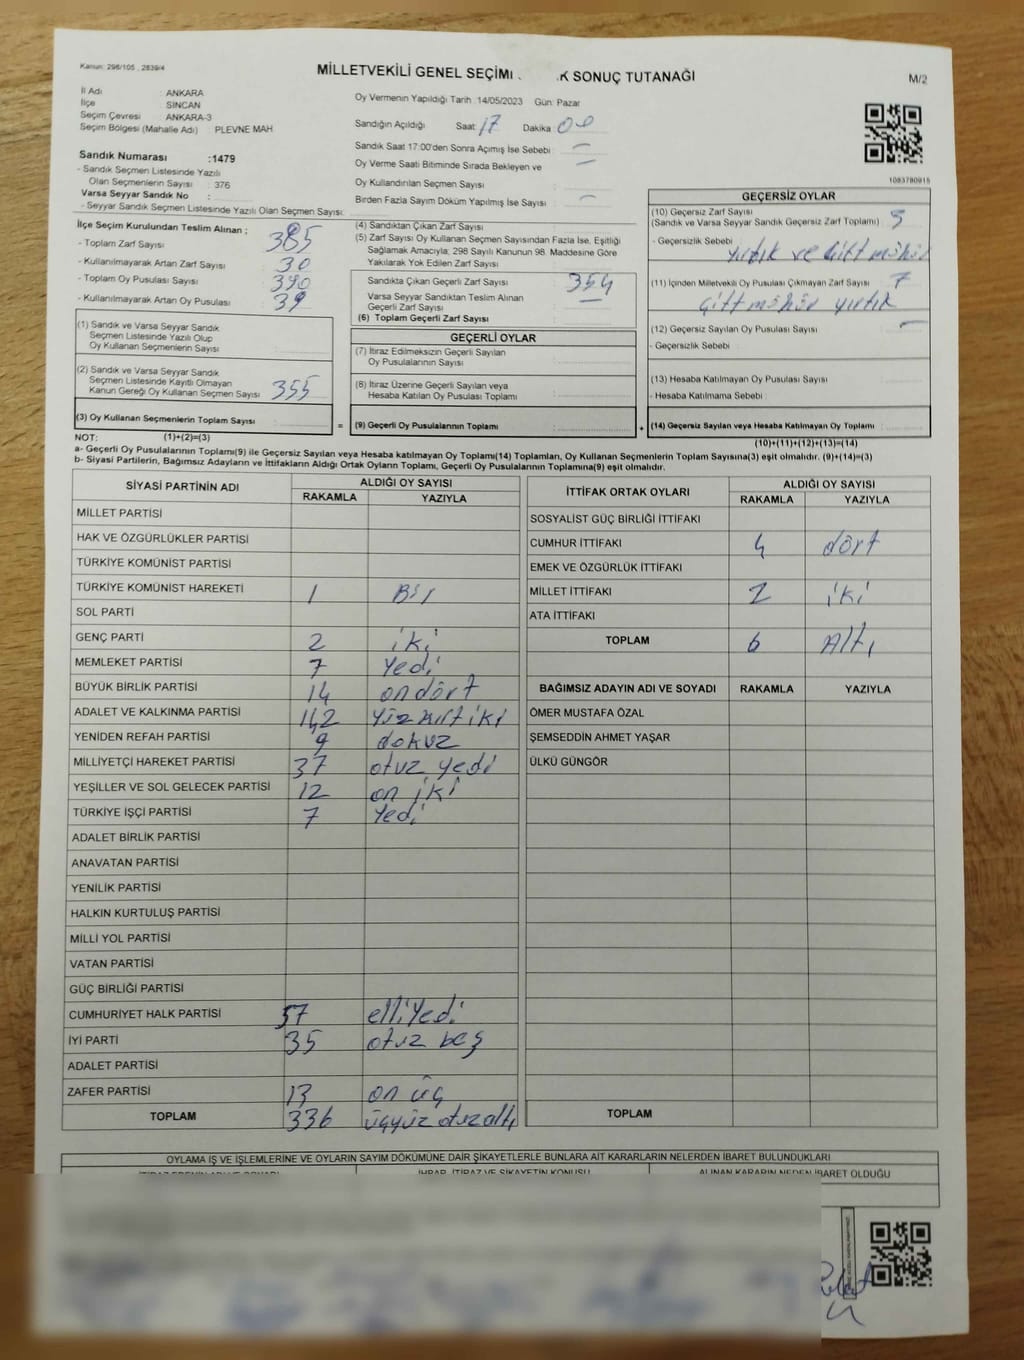 Kanun: 298/105 , 2839/4
MİLLETVEKİLİ GENEL SEÇİMİ K SONUÇ TUTANAĞI
M/2
İl Adı : ANKARA
İlçe : SİNCAN
Seçim Çevresi : ANKARA-3
Seçim Bölgesi (Mahalle Adı) PLEVNE MAH
Sandık Numarası :1479
- Sandık Seçmen Listesinde Yazılı
Olan Seçmenlerin Sayısı : 376
Varsa Seyyar Sandık No :
- Seyyar Sandık Seçmen Listesinde Yazılı Olan Seçmen Sayısı:
Oy Vermenin Yapıldığı Tarih :14/05/2023 Gün: Pazar
Sandığın Açıldığı Saat: 17 Dakika: 00
Sandık Saat 17:00'den Sonra Açımış İse Sebebi : —
Oy Verme Saati Bitiminde Sırada Bekleyen ve —
Oy Kullandırılan Seçmen Sayısı :
Birden Fazla Sayım Döküm Yapılmış İse Sayısı : —
1083780915
İlçe Seçim Kurulundan Teslim Alınan ;
- Toplam Zarf Sayısı : 385
- Kullanılmayarak Artan Zarf Sayısı : 30
- Toplam Oy Pusulası Sayısı : 390
- Kullanılmayarak Artan Oy Pusulası : 39
(1) Sandık ve Varsa Seyyar Sandık
Seçmen Listesinde Yazılı Olup
Oy Kullanan Seçmenlerin Sayısı :
(2) Sandık ve Varsa Seyyar Sandık
Seçmen Listesinde Kayıtlı Olmayan
Kanun Gereği Oy Kullanan Seçmen Sayısı : 355
(3) Oy Kullanan Seçmenlerin Toplam Sayısı :
=
(4) Sandıktan Çıkan Zarf Sayısı :
(5) Zarf Sayısı Oy Kullanan Seçmen Sayısından Fazla İse, Eşitliği
Sağlamak Amacıyla; 298 Sayılı Kanunun 98. Maddesine Göre
Yakılarak Yok Edilen Zarf Sayısı :
Sandıkta Çıkan Geçerli Zarf Sayısı : 354
Varsa Seyyar Sandıktan Teslim Alınan —
Geçerli Zarf Sayısı :
(6) Toplam Geçerli Zarf Sayısı :
GEÇERLİ OYLAR
(7) İtiraz Edilmeksizin Geçerli Sayılan
Oy Pusulalarının Sayısı :
(8) İtiraz Üzerine Geçerli Sayılan veya
Hesaba Katılan Oy Pusulası Toplamı :
(9) Geçerli Oy Pusulalarının Toplamı :
+
GEÇERSİZ OYLAR
(10) Geçersiz Zarf Sayısı
(Sandık ve Varsa Seyyar Sandık Geçersiz Zarf Toplamı) : 5
- Geçersizlik Sebebi : yırtık ve çift mühür
(11) İçinden Milletvekili Oy Pusulası Çıkmayan Zarf Sayısı : 7
çift mühür yırtık
(12) Geçersiz Sayılan Oy Pusulası Sayısı : —
- Geçersizlik Sebebi :
(13) Hesaba Katılmayan Oy Pusulası Sayısı :
- Hesaba Katılmama Sebebi :
(14) Geçersiz Sayılan veya Hesaba Katılmayan Oy Toplamı :
NOT: (1)+(2)=(3)
(10)+(11)+(12)+(13)=(14)
a- Geçerli Oy Pusulalarının Toplamı(9) ile Geçersiz Sayılan veya Hesaba katılmayan Oy Toplamı(14) Toplamları, Oy Kullanan Seçmenlerin Toplam Sayısına(3) eşit olmalıdır. (9)+(14)=(3)
b- Siyasi Partilerin, Bağımsız Adayların ve İttifakların Aldığı Ortak Oyların Toplamı, Geçerli Oy Pusulalarının Toplamına(9) eşit olmalıdır.
SİYASİ PARTİNİN ADI
ALDIĞI OY SAYISI
RAKAMLA YAZIYLA
MİLLET PARTİSİ
HAK VE ÖZGÜRLÜKLER PARTİSİ
TÜRKİYE KOMÜNİST PARTİSİ
TÜRKİYE KOMÜNİST HAREKETİ 1 Bir
SOL PARTİ
GENÇ PARTİ 2 iki
MEMLEKET PARTİSİ 7 Yedi
BÜYÜK BİRLİK PARTİSİ 14 on dört
ADALET VE KALKINMA PARTİSİ 142 yüz kırk iki
YENİDEN REFAH PARTİSİ 9 dokuz
MİLLİYETÇİ HAREKET PARTİSİ 37 otuz yedi
YEŞİLLER VE SOL GELECEK PARTİSİ 12 on iki
TÜRKİYE İŞÇİ PARTİSİ 7 Yedi
ADALET BİRLİK PARTİSİ
ANAVATAN PARTİSİ
YENİLİK PARTİSİ
HALKIN KURTULUŞ PARTİSİ
MİLLİ YOL PARTİSİ
VATAN PARTİSİ
GÜÇ BİRLİĞİ PARTİSİ
CUMHURİYET HALK PARTİSİ 57 elli Yedi
İYİ PARTİ 35 otuz beş
ADALET PARTİSİ
ZAFER PARTİSİ 13 on üç
TOPLAM 336 üçyüz otuz altı
İTTİFAK ORTAK OYLARI
ALDIĞI OY SAYISI
RAKAMLA YAZIYLA
SOSYALİST GÜÇ BİRLİĞİ İTTİFAKI
CUMHUR İTTİFAKI 4 dört
EMEK VE ÖZGÜRLÜK İTTİFAKI
MİLLET İTTİFAKI 2 iki
ATA İTTİFAKI
TOPLAM 6 Altı
BAĞIMSIZ ADAYIN ADI VE SOYADI RAKAMLA YAZIYLA
ÖMER MUSTAFA ÖZAL
ŞEMSEDDİN AHMET YAŞAR
ÜLKÜ GÜNGÖR
TOPLAM
OYLAMA İŞ VE İŞLEMLERİNE VE OYLARIN SAYIM DÖKÜMÜNE DAİR ŞİKAYETLERLE BUNLARA AİT KARARLARIN NELERDEN İBARET BULUNDUKLARI
İTİRAZ EDENİN ADI VE SOYADI İHBAR, İTİRAZ VE ŞİKAYETİN KONUSU ALINAN KARARIN NEDEN İBARET OLDUĞU